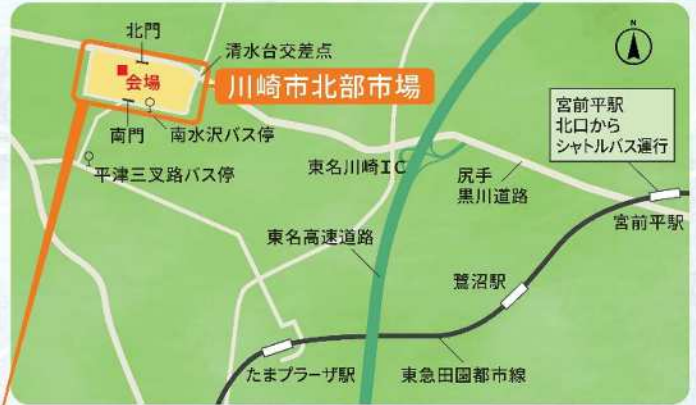 北門
清水台交差点
会場
川崎市北部市場
南門
南水沢バス停
平津三叉路バス停
N
宮前平駅
北口から
シャトルバス運行
東名川崎IC
尻手
黒川道路
宮前平駅
東名高速道路
鷺沼駅
たまプラーザ駅
東急田園都市線